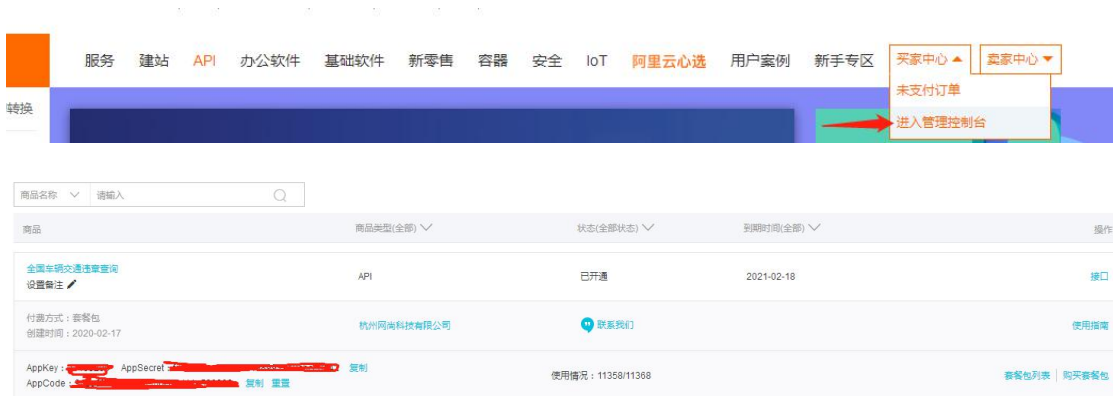 服务 建站 API 办公软件 基础软件 新零售 容器 安全 IoT 阿里云心选 用户案例 新手专区 买家中心 卖家中心
转换
未支付订单
进入管理控制台
商品名称 请输入
商品 商品类型(全部) 状态(全部状态) 到期时间(全部) 操作
全国车辆交通违章查询 API 已开通 2021-02-18 接口
设置备注
付费方式：套餐包 杭州网尚科技有限公司 联系我们 使用指南
创建时间：2020-02-17
AppKey： AppSecret： 复制
AppCode： 复制 重置 使用情况：11358/11368 套餐包列表 购买套餐包